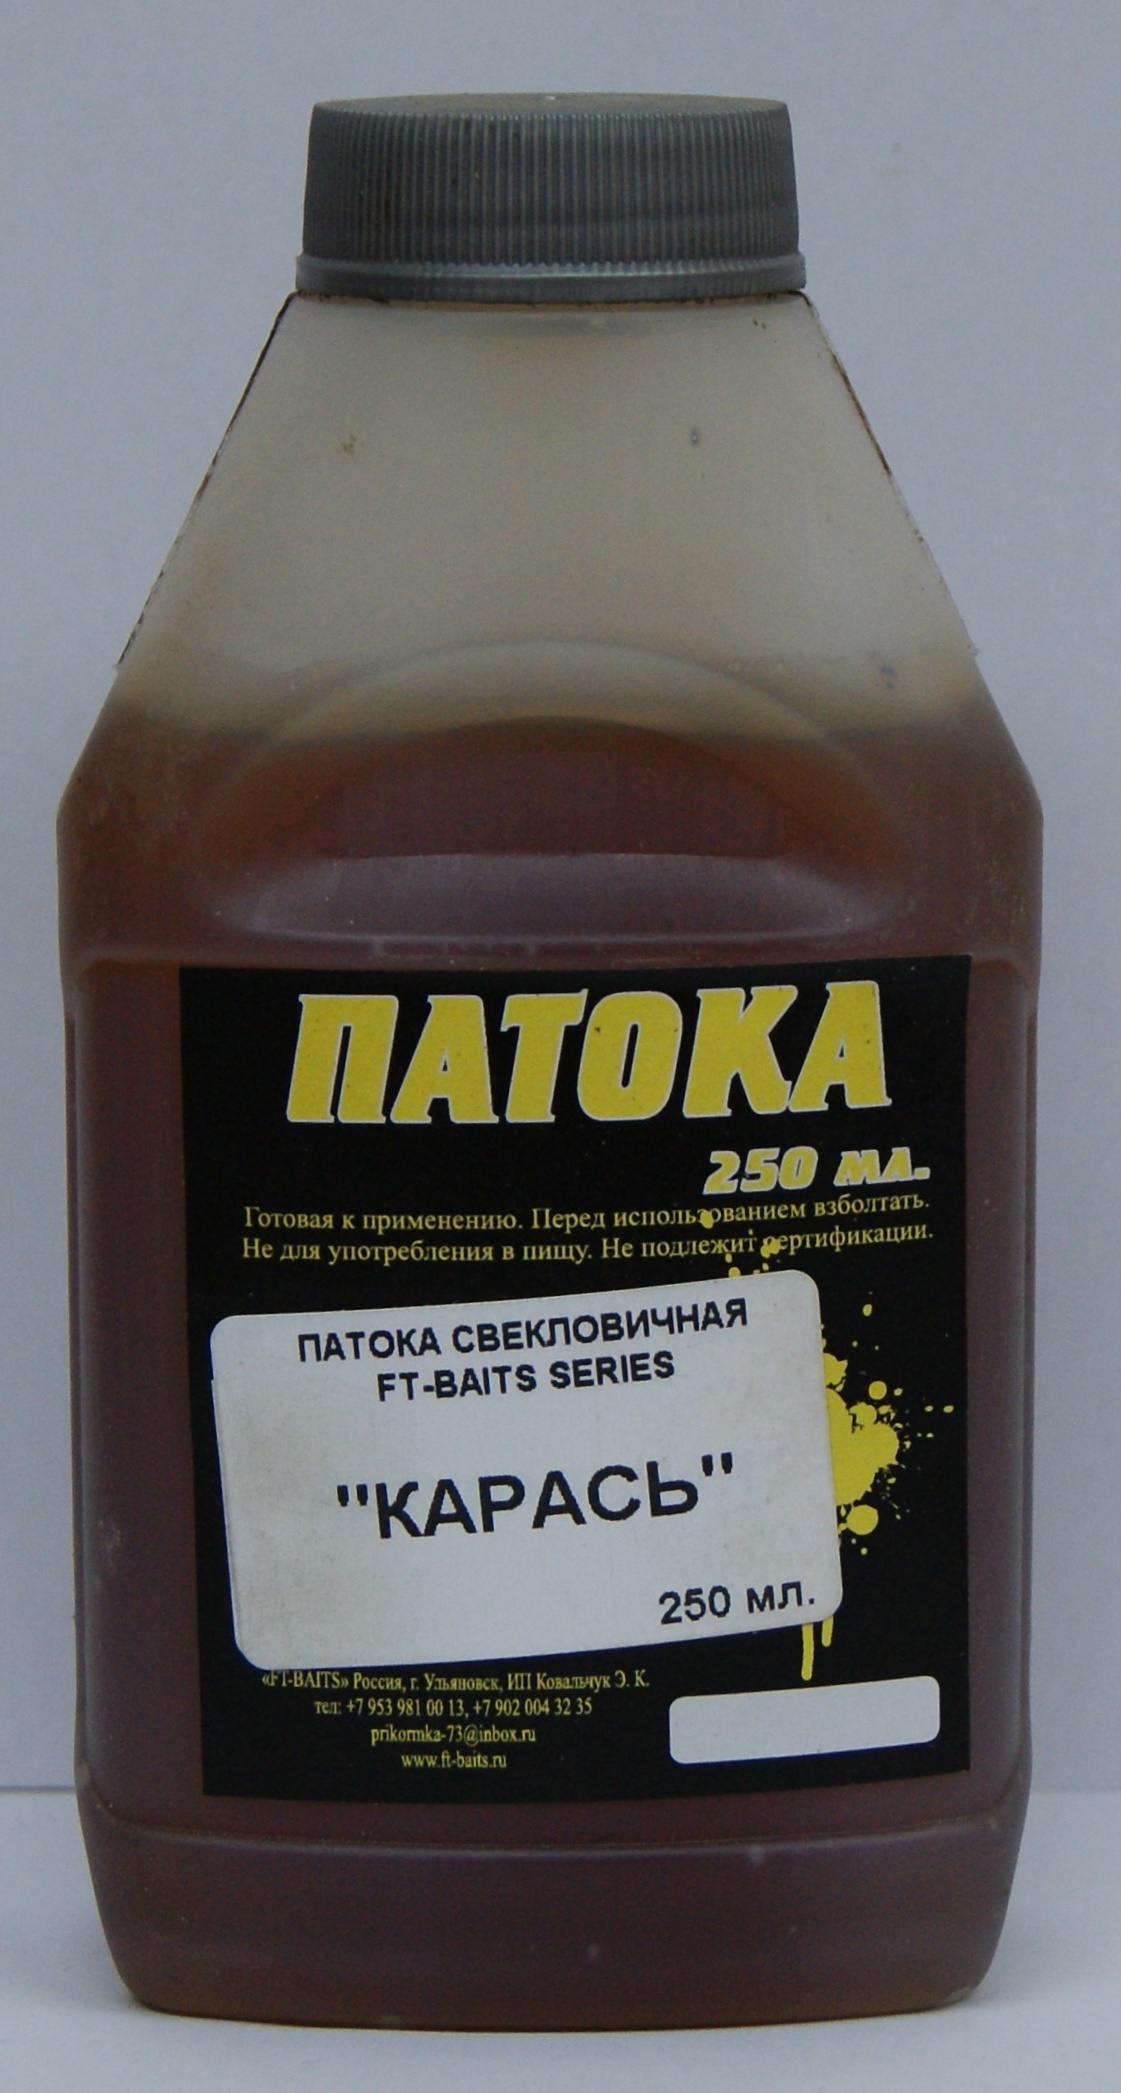 ПАТОКА
250 мл.
Готовая к применению. Перед использованием взболтать.
Не для употребления в пищу. Не подлежит сертификации.
ПАТОКА СВЕКЛОВИЧНАЯ
FT-BAITS SERIES
"КАРАСЬ"
250 мл.
«FT-BAITS» Россия, г. Ульяновск, ИП Ковальчук Э. К.
тел: +7 953 981 00 13, +7 902 004 32 35
prikormka-73@inbox.ru
www.ft-baits.ru